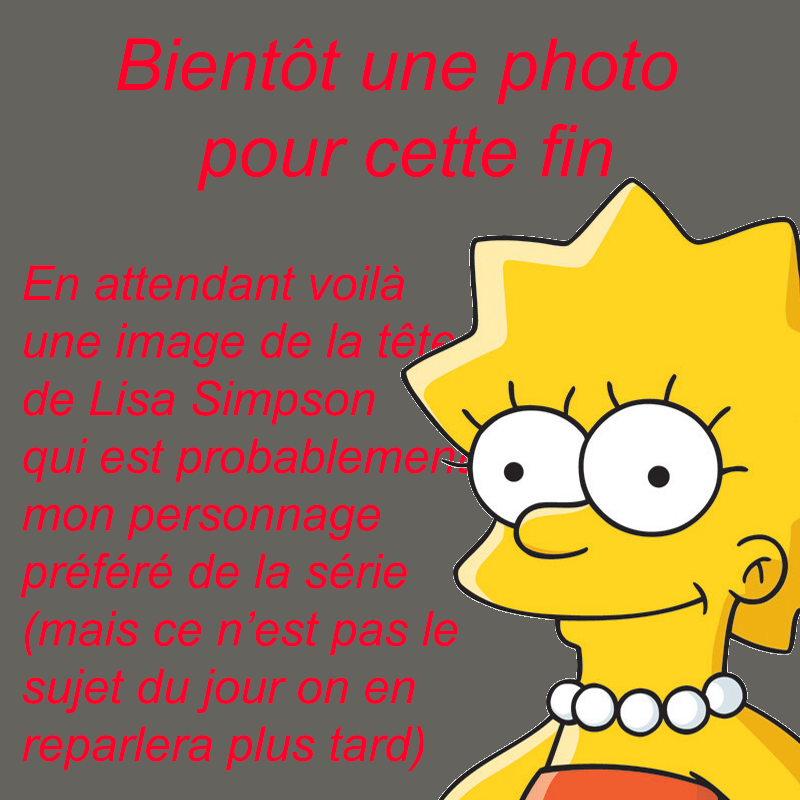 Bientôt une photo
pour cette fin
En attendant voilà
une image de la tête
de Lisa Simpson
qui est probablement
mon personnage
préféré de la série
(mais ce n’est pas le
sujet du jour on en
reparlera plus tard)